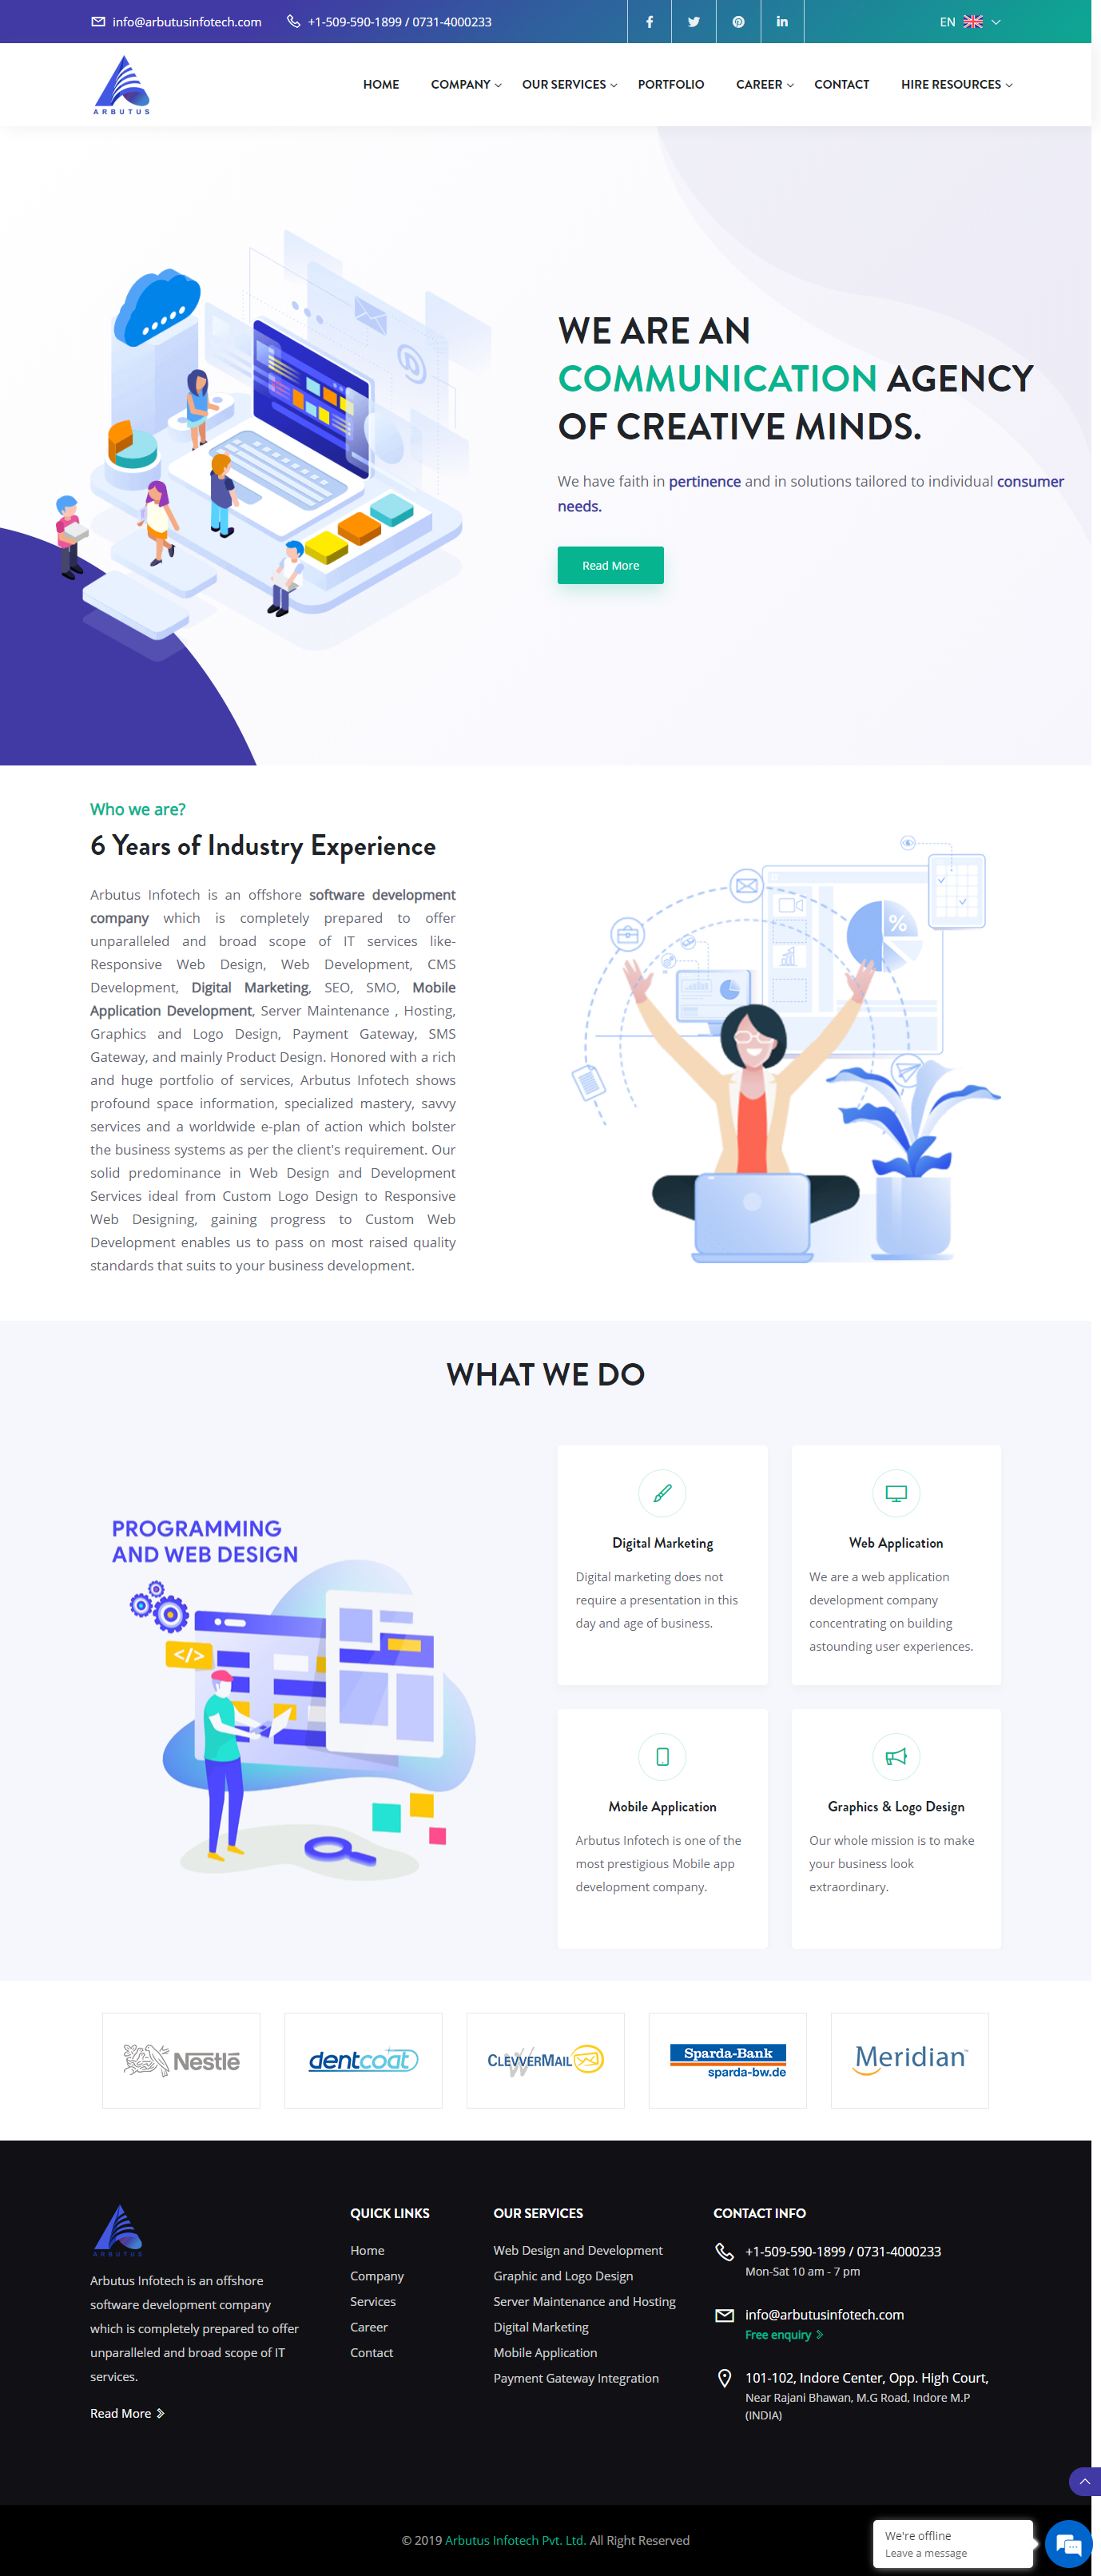 info@arbutusinfotech.com
+1-509-590-1899 / 0731-4000233
EN
ARBUTUS
HOME
COMPANY
OUR SERVICES
PORTFOLIO
CAREER
CONTACT
HIRE RESOURCES
WE ARE AN
COMMUNICATION AGENCY
OF CREATIVE MINDS.
We have faith in pertinence and in solutions tailored to individual consumer
needs.
Read More
Who we are?
6 Years of Industry Experience
Arbutus Infotech is an offshore software development
company which is completely prepared to offer
unparalleled and broad scope of IT services like-
Responsive Web Design, Web Development, CMS
Development, Digital Marketing, SEO, SMO, Mobile
Application Development, Server Maintenance , Hosting,
Graphics and Logo Design, Payment Gateway, SMS
Gateway, and mainly Product Design. Honored with a rich
and huge portfolio of services, Arbutus Infotech shows
profound space information, specialized mastery, savvy
services and a worldwide e-plan of action which bolster
the business systems as per the client's requirement. Our
solid predominance in Web Design and Development
Services ideal from Custom Logo Design to Responsive
Web Designing, gaining progress to Custom Web
Development enables us to pass on most raised quality
standards that suits to your business development.
%
WHAT WE DO
PROGRAMMING
AND WEB DESIGN
</>
Digital Marketing
Digital marketing does not
require a presentation in this
day and age of business.
Web Application
We are a web application
development company
concentrating on building
astounding user experiences.
Mobile Application
Arbutus Infotech is one of the
most prestigious Mobile app
development company.
Graphics & Logo Design
Our whole mission is to make
your business look
extraordinary.
Nestlé
dentcoat
CLEVVERMAIL
Sparda-Bank
sparda-bw.de
Meridian
ARBUTUS
Arbutus Infotech is an offshore
software development company
which is completely prepared to offer
unparalleled and broad scope of IT
services.
Read More
QUICK LINKS
Home
Company
Services
Career
Contact
OUR SERVICES
Web Design and Development
Graphic and Logo Design
Server Maintenance and Hosting
Digital Marketing
Mobile Application
Payment Gateway Integration
CONTACT INFO
+1-509-590-1899 / 0731-4000233
Mon-Sat 10 am - 7 pm
info@arbutusinfotech.com
Free enquiry
101-102, Indore Center, Opp. High Court,
Near Rajani Bhawan, M.G Road, Indore M.P
(INDIA)
© 2019 Arbutus Infotech Pvt. Ltd. All Right Reserved
We're offline
Leave a message